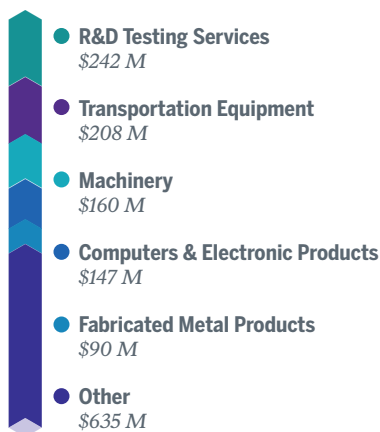 R&D Testing Services
$242 M
Transportation Equipment
$208 M
Machinery
$160 M
Computers & Electronic Products
$147 M
Fabricated Metal Products
$90 M
Other
$635 M